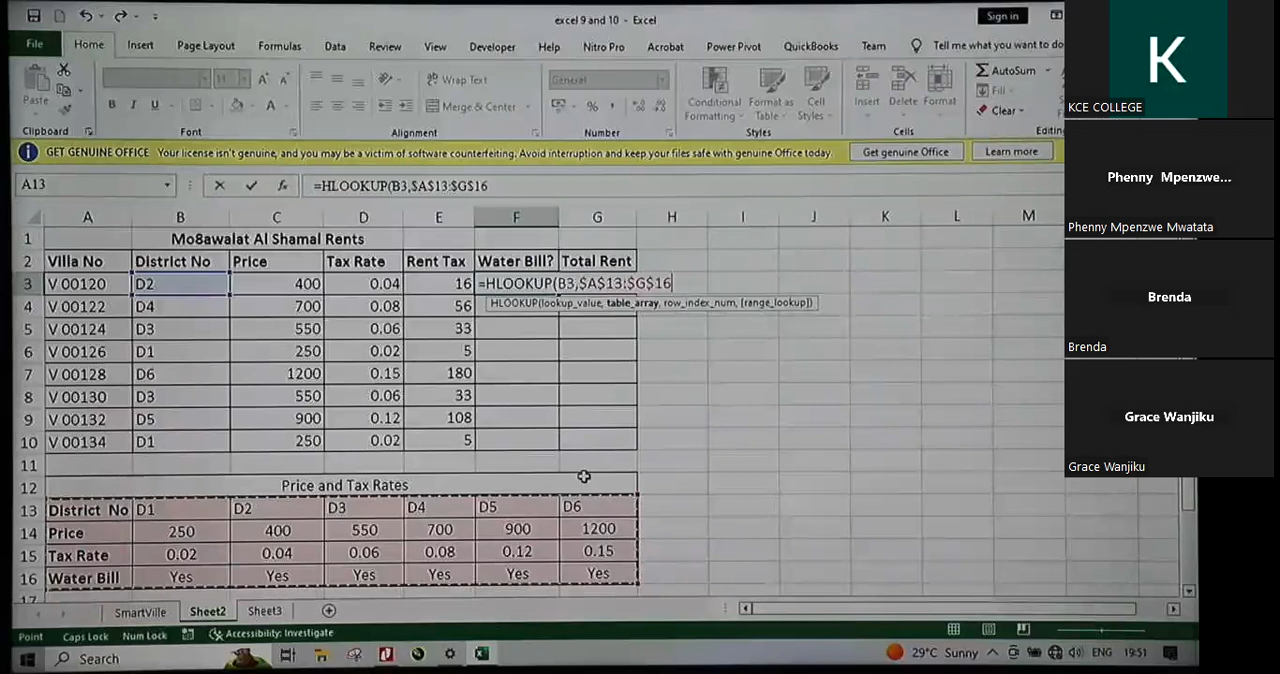 excel 9 and 10 - Excel
Sign in
File Home Insert Page Layout Formulas Data Review View Developer Help Nitro Pro Acrobat Power Pivot QuickBooks Team Tell me what you want to do
Paste
B I U
Wrap Text
Merge & Center
General
%
Conditional Formatting
Format as Table
Cell Styles
Insert Delete Format
AutoSum
Fill
Clear
Clipboard Font Alignment Number Styles Cells Editin
GET GENUINE OFFICE Your license isn't genuine, and you may be a victim of software counterfeiting. Avoid interruption and keep your files safe with genuine Office today. Get genuine Office Learn more
A13 fx =HLOOKUP(B3,$A$13:$G$16
A B C D E F G H I J K L M
1 Mo8awalat Al Shamal Rents
2 Villa No District No Price Tax Rate Rent Tax Water Bill? Total Rent
3 V 00120 D2 400 0.04 16 =HLOOKUP(B3,$A$13:$G$16
HLOOKUP(lookup_value, table_array, row_index_num, [range_lookup])
4 V 00122 D4 700 0.08 56
5 V 00124 D3 550 0.06 33
6 V 00126 D1 250 0.02 5
7 V 00128 D6 1200 0.15 180
8 V 00130 D3 550 0.06 33
9 V 00132 D5 900 0.12 108
10 V 00134 D1 250 0.02 5
11
12 Price and Tax Rates
13 District No D1 D2 D3 D4 D5 D6
14 Price 250 400 550 700 900 1200
15 Tax Rate 0.02 0.04 0.06 0.08 0.12 0.15
16 Water Bill Yes Yes Yes Yes Yes Yes
17
SmartVille Sheet2 Sheet3
Point Caps Lock Num Lock Accessibility: Investigate
Search
29°C Sunny ENG 19:51
K
KCE COLLEGE
Phenny Mpenzwe...
Phenny Mpenzwe Mwatata
Brenda
Brenda
Grace Wanjiku
Grace Wanjiku